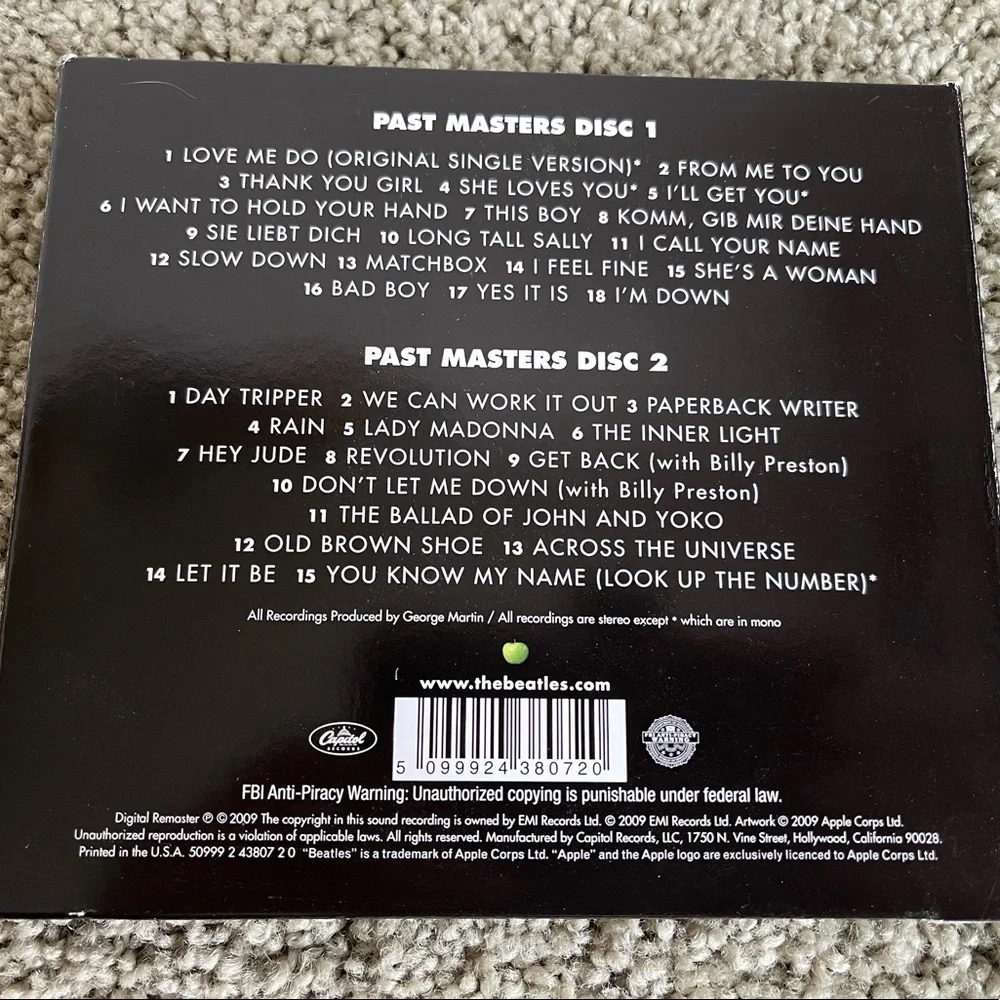 PAST MASTERS DISC 1
1 LOVE ME DO (ORIGINAL SINGLE VERSION)* 2 FROM ME TO YOU
3 THANK YOU GIRL 4 SHE LOVES YOU* 5 I'LL GET YOU*
6 I WANT TO HOLD YOUR HAND 7 THIS BOY 8 KOMM, GIB MIR DEINE HAND
9 SIE LIEBT DICH 10 LONG TALL SALLY 11 I CALL YOUR NAME
12 SLOW DOWN 13 MATCHBOX 14 I FEEL FINE 15 SHE'S A WOMAN
16 BAD BOY 17 YES IT IS 18 I'M DOWN
PAST MASTERS DISC 2
1 DAY TRIPPER 2 WE CAN WORK IT OUT 3 PAPERBACK WRITER
4 RAIN 5 LADY MADONNA 6 THE INNER LIGHT
7 HEY JUDE 8 REVOLUTION 9 GET BACK (with Billy Preston)
10 DON'T LET ME DOWN (with Billy Preston)
11 THE BALLAD OF JOHN AND YOKO
12 OLD BROWN SHOE 13 ACROSS THE UNIVERSE
14 LET IT BE 15 YOU KNOW MY NAME (LOOK UP THE NUMBER)*
All Recordings Produced by George Martin / All recordings are stereo except * which are in mono
www.thebeatles.com
Capitol
RECORDS
FBI ANTI-PIRACY
WARNING
5 099924 380720
FBI Anti-Piracy Warning: Unauthorized copying is punishable under federal law.
Digital Remaster ℗ © 2009 The copyright in this sound recording is owned by EMI Records Ltd. © 2009 EMI Records Ltd. Artwork © 2009 Apple Corps Ltd.
Unauthorized reproduction is a violation of applicable laws. All rights reserved. Manufactured by Capitol Records, LLC, 1750 N. Vine Street, Hollywood, California 90028.
Printed in the U.S.A. 50999 2 43807 2 0 "Beatles" is a trademark of Apple Corps Ltd. "Apple" and the Apple logo are exclusively licenced to Apple Corps Ltd.